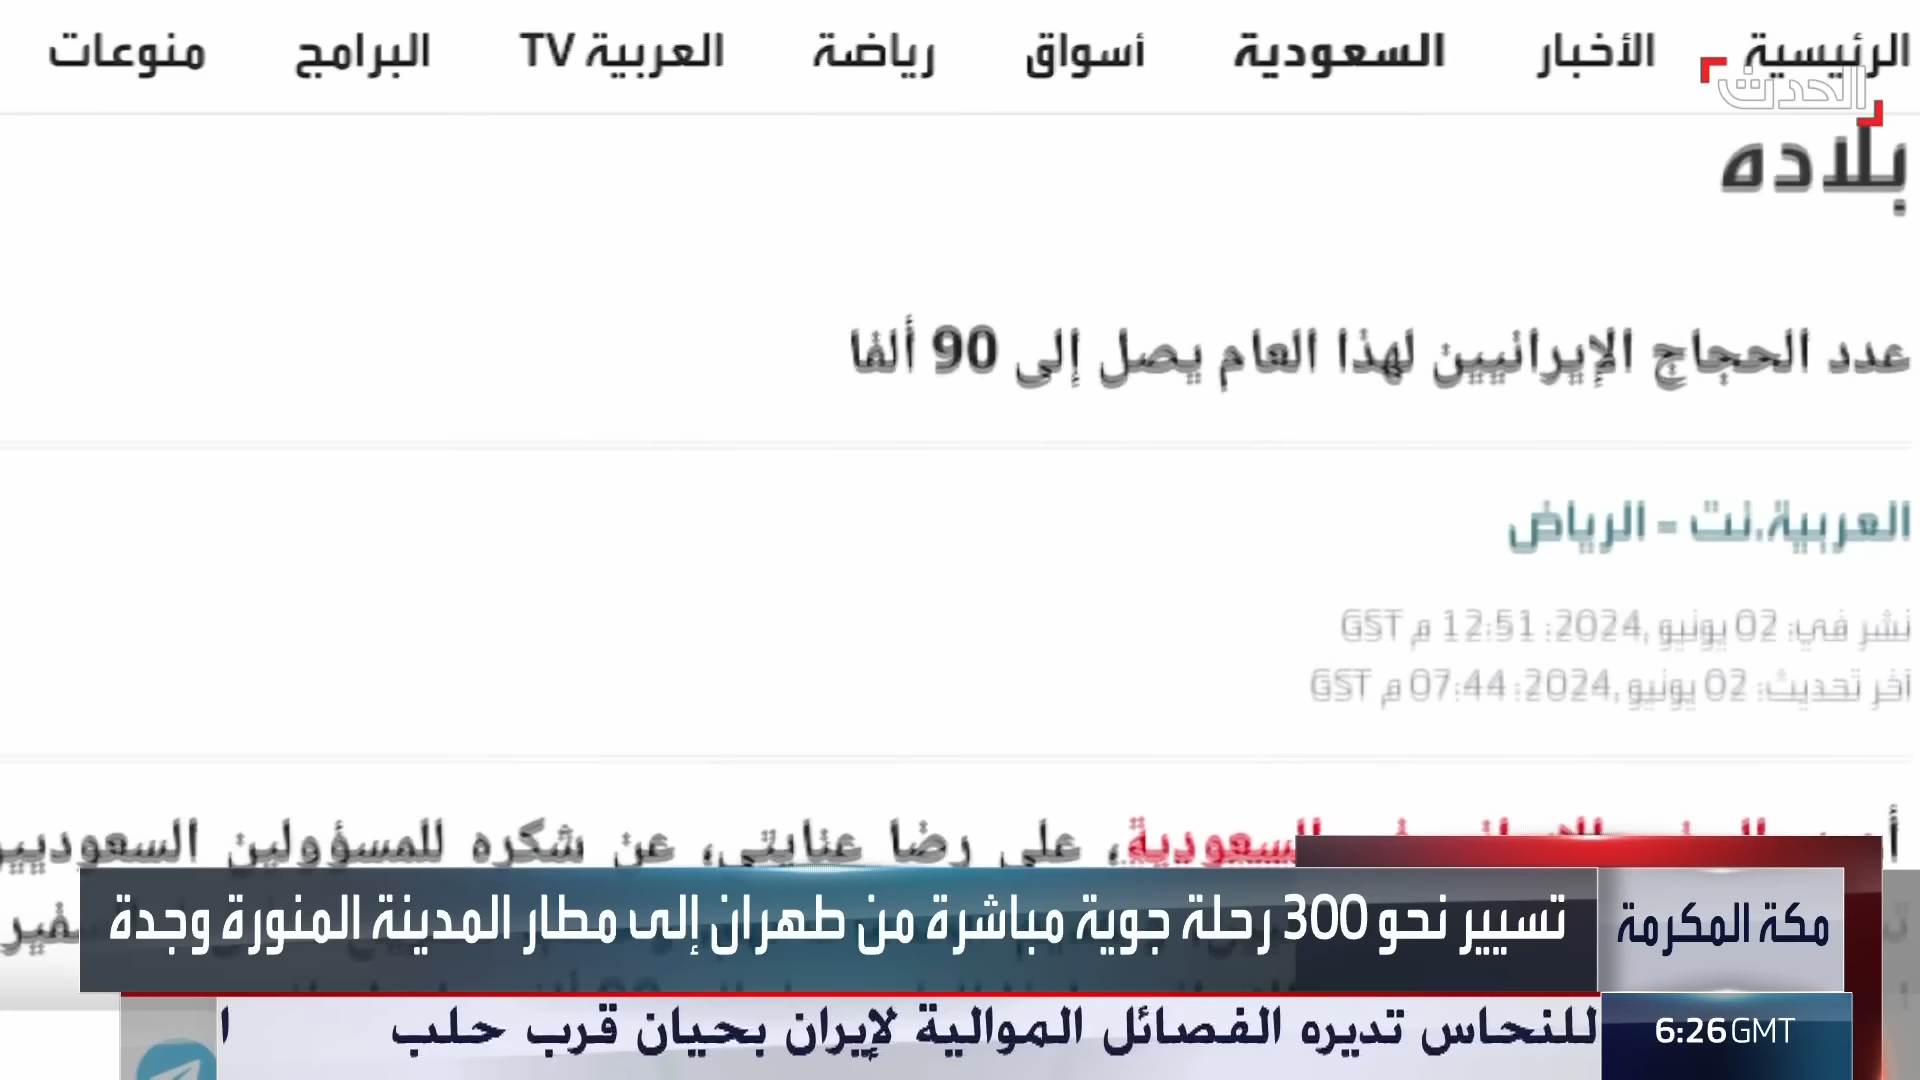 الرئيسية الأخبار السعودية أسواق رياضة العربية TV البرامج منوعات
الحدث
بلاده
عدد الحجاج الإيرانيين لهذا العام يصل إلى 90 ألفا
العربية.نت - الرياض
نشر في: 02 يونيو ,2024: 12:51 م GST
آخر تحديث: 02 يونيو ,2024: 07:44 م GST
السعودية، علي رضا عنايتي، عن شكره للمسؤولين السعوديين
مكة المكرمة
تسيير نحو 300 رحلة جوية مباشرة من طهران إلى مطار المدينة المنورة وجدة
للنحاس تديره الفصائل الموالية لإيران بحيان قرب حلب ا
6:26 GMT